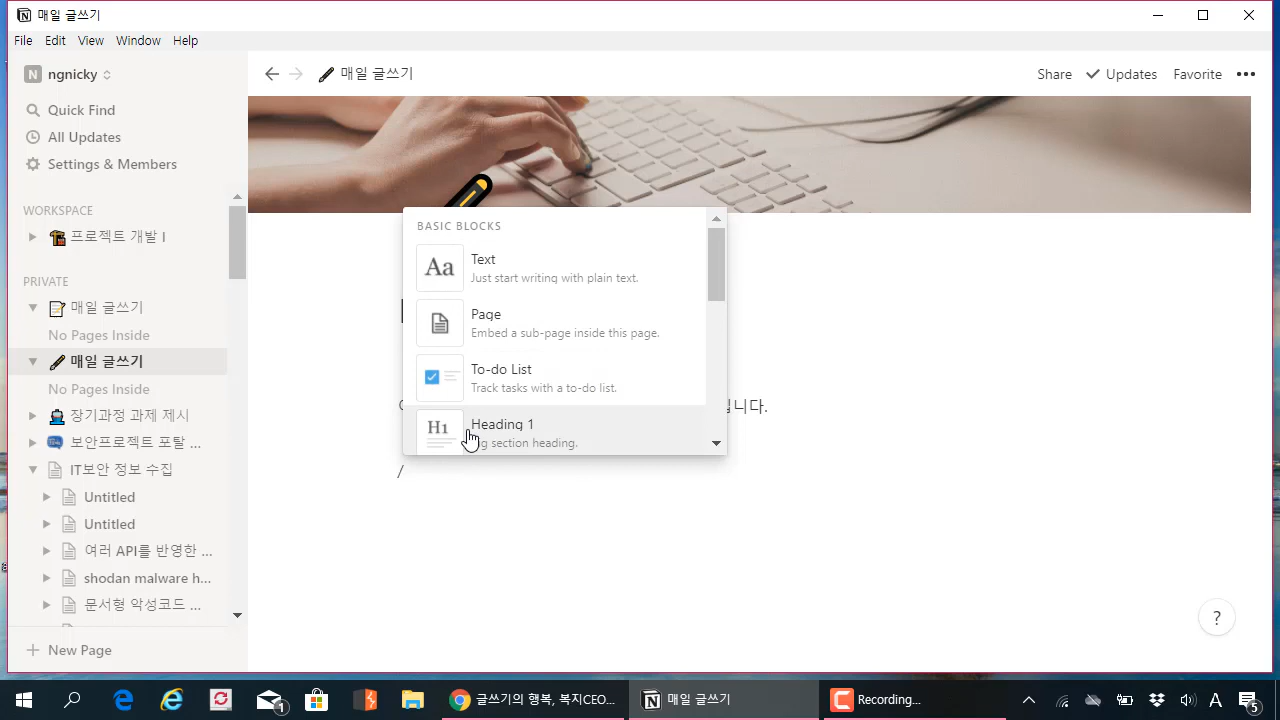 매일 글쓰기
File Edit View Window Help
N ngnicky
매일 글쓰기
Share Updates Favorite
Quick Find
All Updates
Settings & Members
WORKSPACE
프로젝트 개발 I
PRIVATE
매일 글쓰기
No Pages Inside
매일 글쓰기
No Pages Inside
장기과정 과제 제시
보안프로젝트 포탈 ...
IT보안 정보 수집
Untitled
Untitled
여러 API를 반영한 ...
shodan malware h...
문서형 악성코드 ...
New Page
BASIC BLOCKS
Aa Text
Just start writing with plain text.
Page
Embed a sub-page inside this page.
To-do List
Track tasks with a to-do list.
H1 Heading 1
section heading.
니다.
/
?
글쓰기의 행복, 복지CEO...
매일 글쓰기
Recording...
A
1
5